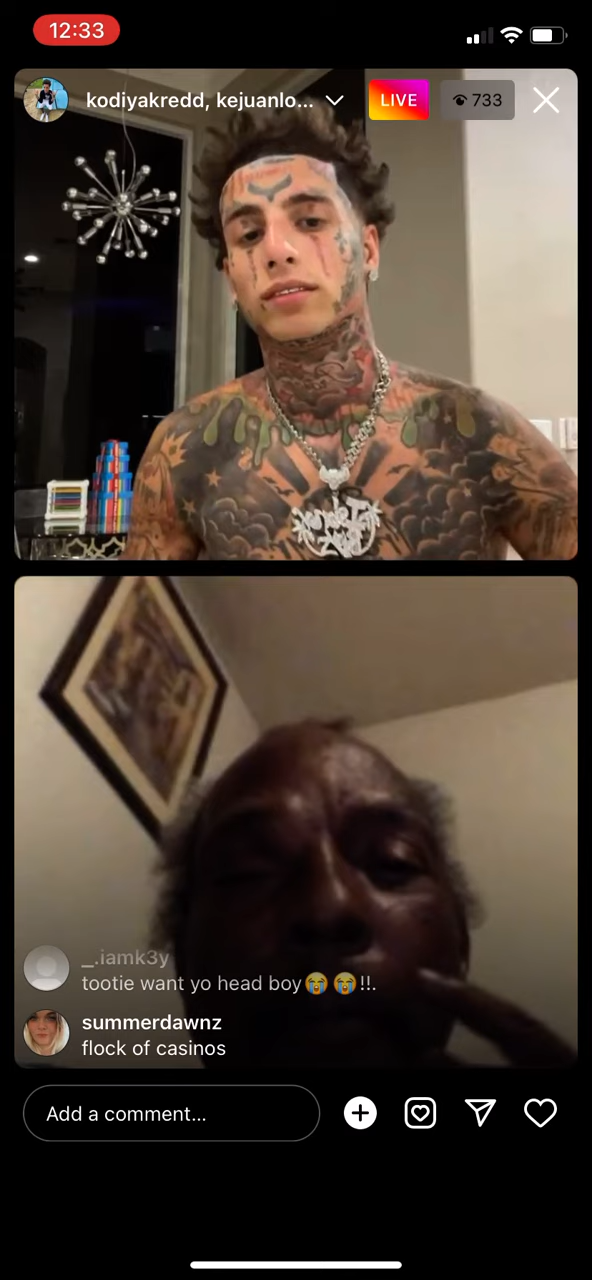 12:33
kodiyakredd, kejuanlo...
LIVE
733
_.iamk3y
tootie want yo head boy😭😭!!.
summerdawnz
flock of casinos
Add a comment...